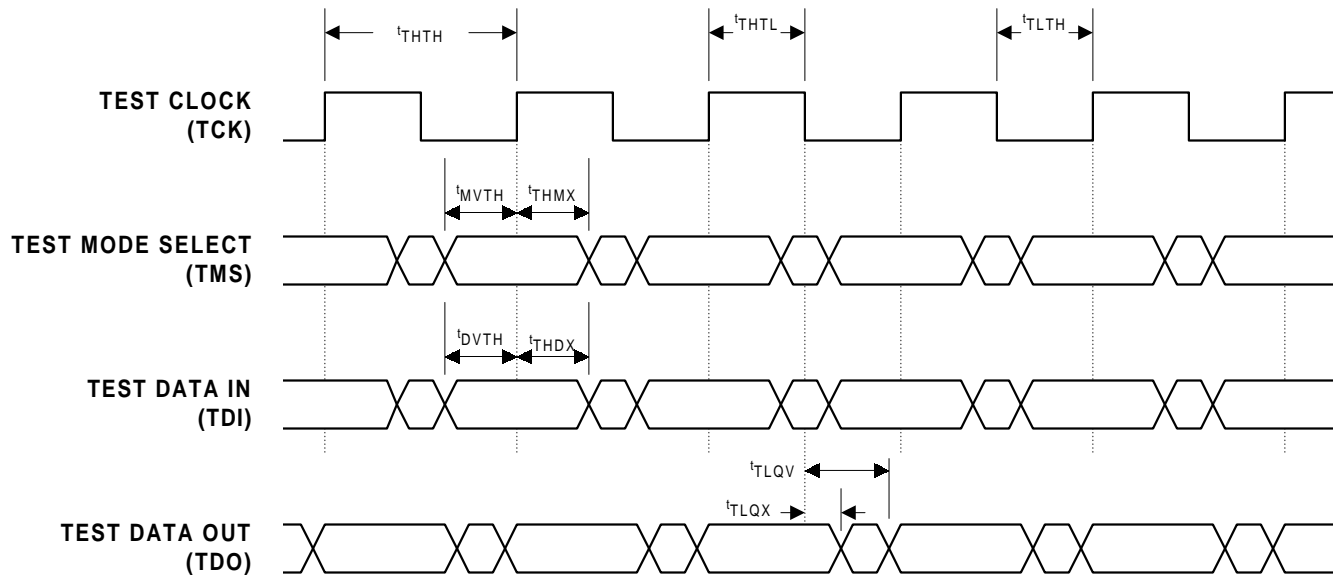 tTHTH
tTHTL
tTLTH
TEST CLOCK
(TCK)
tMVTH
tTHMX
TEST MODE SELECT
(TMS)
tDVTH
tTHDX
TEST DATA IN
(TDI)
tTLQV
tTLQX
TEST DATA OUT
(TDO)